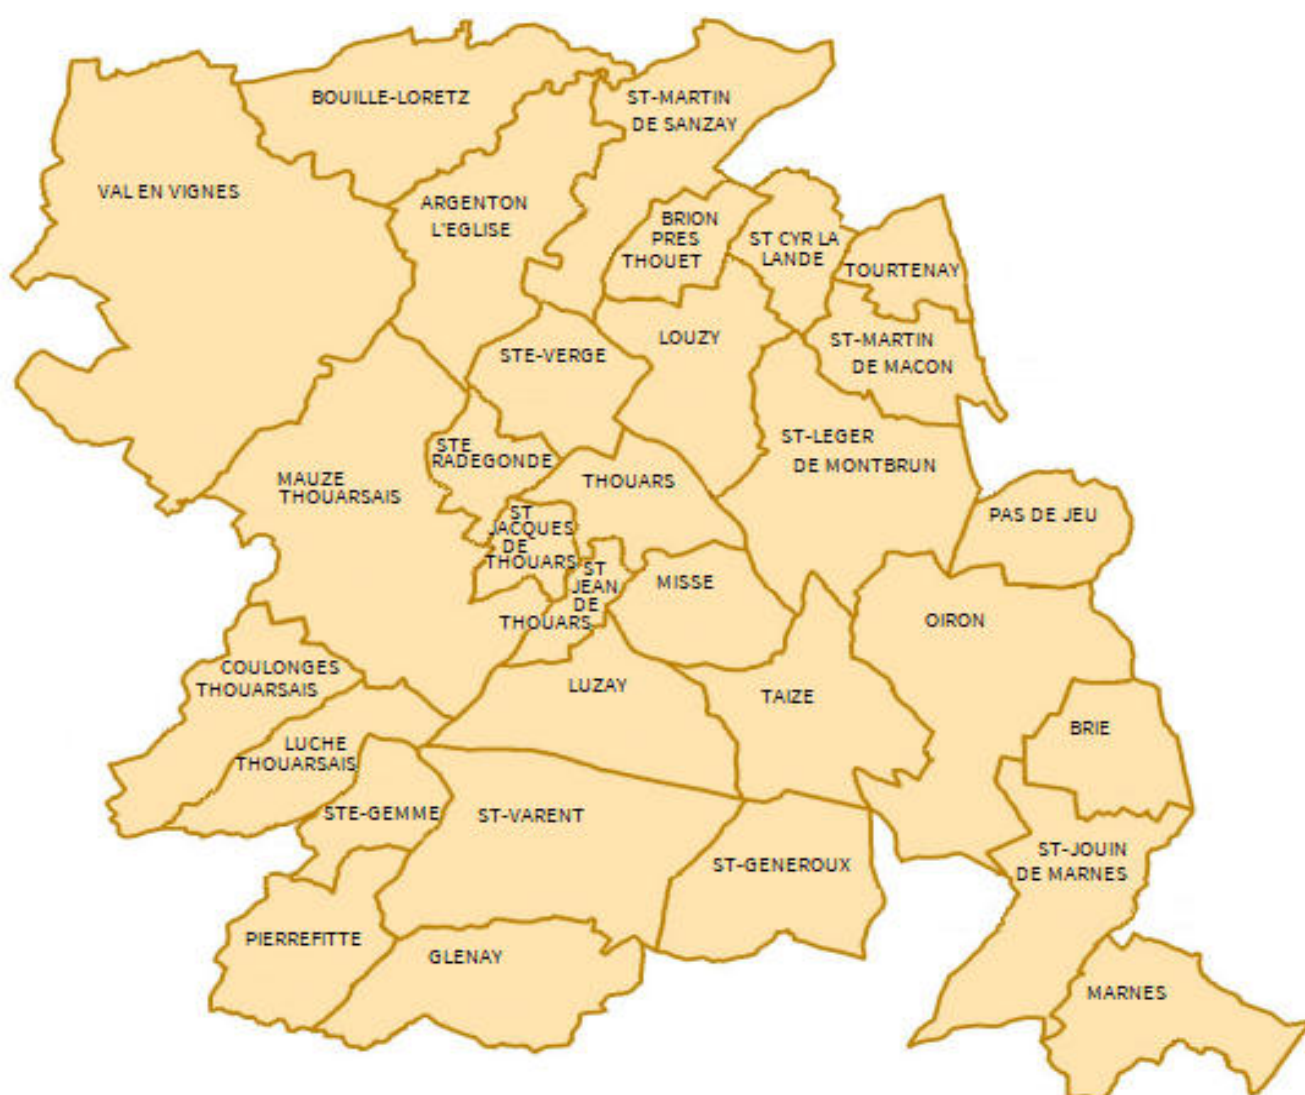 BOUILLE-LORETZ
ST-MARTIN
DE SANZAY
VAL EN VIGNES
ARGENTON
L'EGLISE
BRION
PRES
THOUET
ST CYR LA
LANDE
TOURTENAY
LOUZY
ST-MARTIN
DE MACON
STE-VERGE
STE
RADEGONDE
ST-LEGER
DE MONTBRUN
MAUZE
THOUARSAIS
THOUARS
PAS DE JEU
ST
JACQUES
DE
THOUARS
ST
JEAN
DE
THOUARS
MISSE
OIRON
COULONGES
THOUARSAIS
LUZAY
TAIZE
BRIE
LUCHE
THOUARSAIS
STE-GEMME
ST-VARENT
ST-GENEROUX
ST-JOUIN
DE MARNES
PIERREFITTE
GLENAY
MARNES